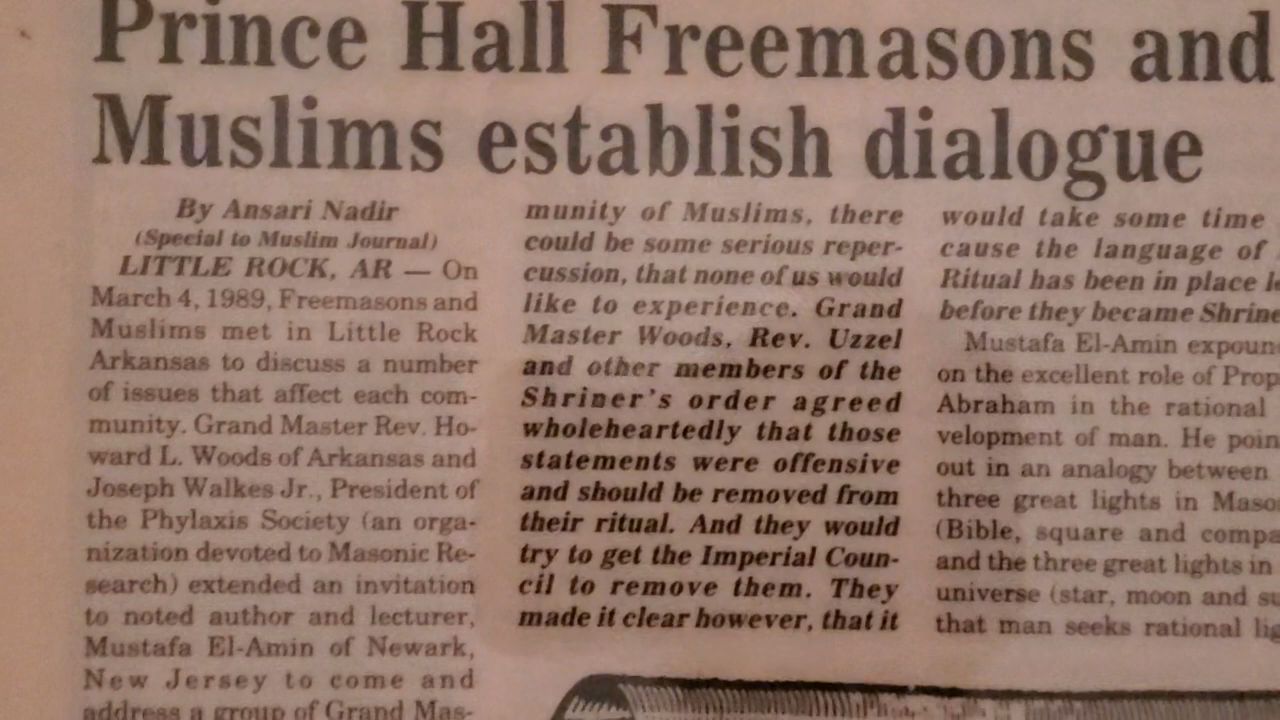 Prince Hall Freemasons and
Muslims establish dialogue
By Ansari Nadir
(Special to Muslim Journal)
LITTLE ROCK, AR — On
March 4, 1989, Freemasons and
Muslims met in Little Rock
Arkansas to discuss a number
of issues that affect each com-
munity. Grand Master Rev. Ho-
ward L. Woods of Arkansas and
Joseph Walkes Jr., President of
the Phylaxis Society (an orga-
nization devoted to Masonic Re-
search) extended an invitation
to noted author and lecturer,
Mustafa El-Amin of Newark,
New Jersey to come and
address a group of Grand Mas-
munity of Muslims, there
could be some serious reper-
cussion, that none of us would
like to experience. Grand
Master Woods, Rev. Uzzel
and other members of the
Shriner's order agreed
wholeheartedly that those
statements were offensive
and should be removed from
their ritual. And they would
try to get the Imperial Coun-
cil to remove them. They
made it clear however, that it
would take some time
cause the language of
Ritual has been in place
before they became
Mustafa El-Amin
on the excellent role of
Abraham in the rational
velopment of man. He
out in an analogy between
three great lights in
(Bible, square and
and the three great lights in
universe (star, moon and
that man seeks rational